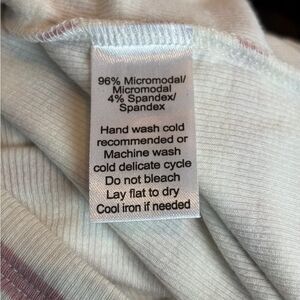 96% Micromodal/
Micromodal
4% Spandex/
Spandex
Hand wash cold
recommended or
Machine wash
cold delicate cycle
Do not bleach
Lay flat to dry
Cool iron if needed